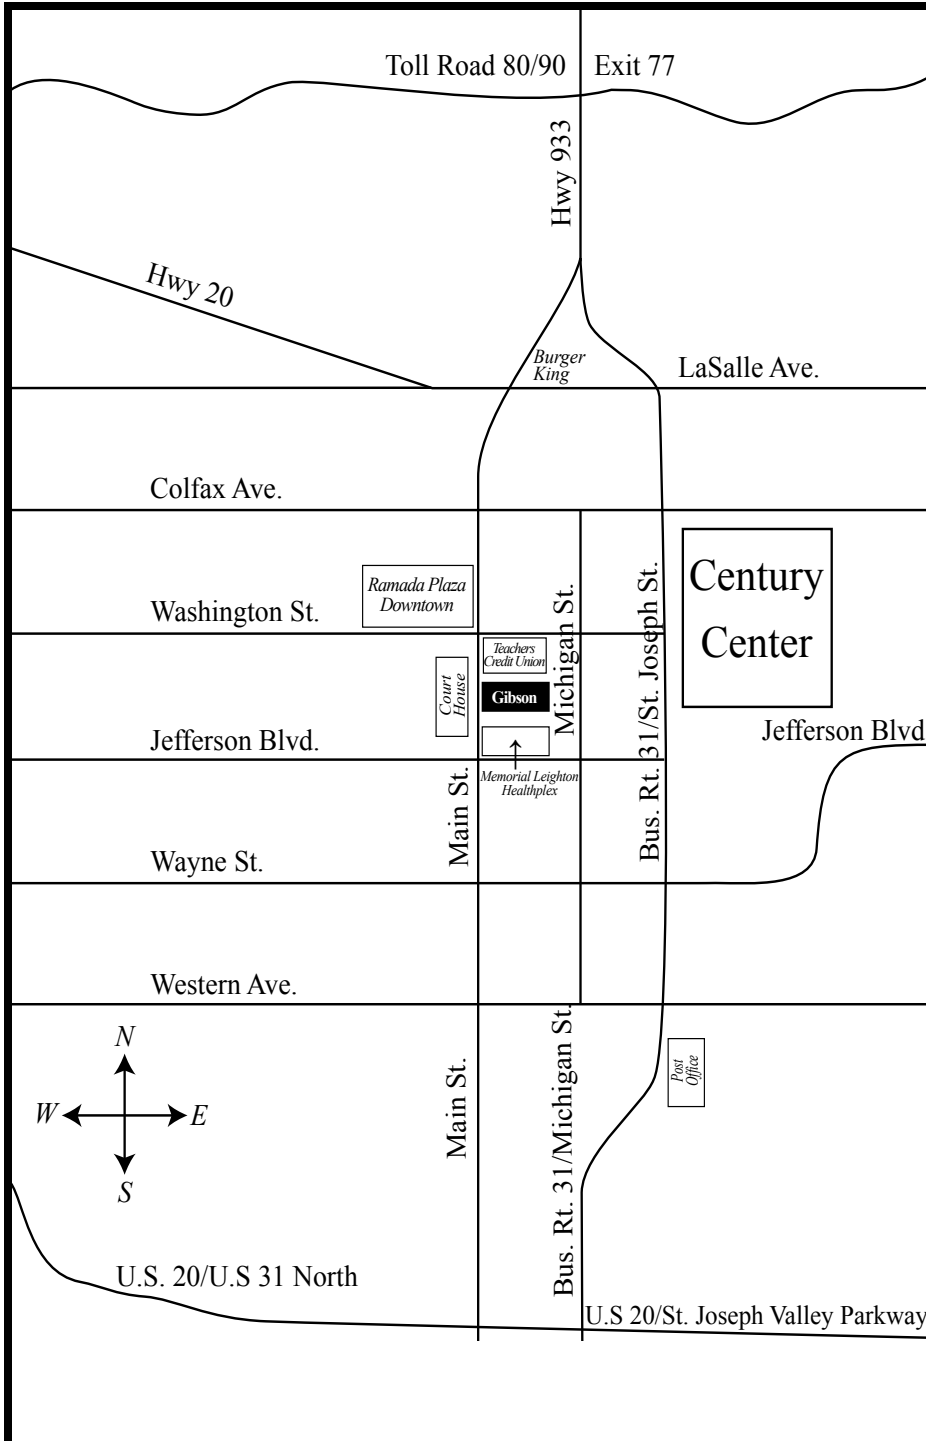 Toll Road 80/90
Exit 77
Hwy 933
Hwy 20
Burger
King
LaSalle Ave.
Colfax Ave.
Ramada Plaza
Downtown
Washington St.
Michigan St.
Bus. Rt. 31/St. Joseph St.
Century
Center
Teachers
Credit Union
Court
House
Gibson
Jefferson Blvd.
Jefferson Blvd
Memorial Leighton
Healthplex
Main St.
Wayne St.
Western Ave.
N
W
E
S
Main St.
Bus. Rt. 31/Michigan St.
Post
Office
U.S. 20/U.S 31 North
U.S 20/St. Joseph Valley Parkway